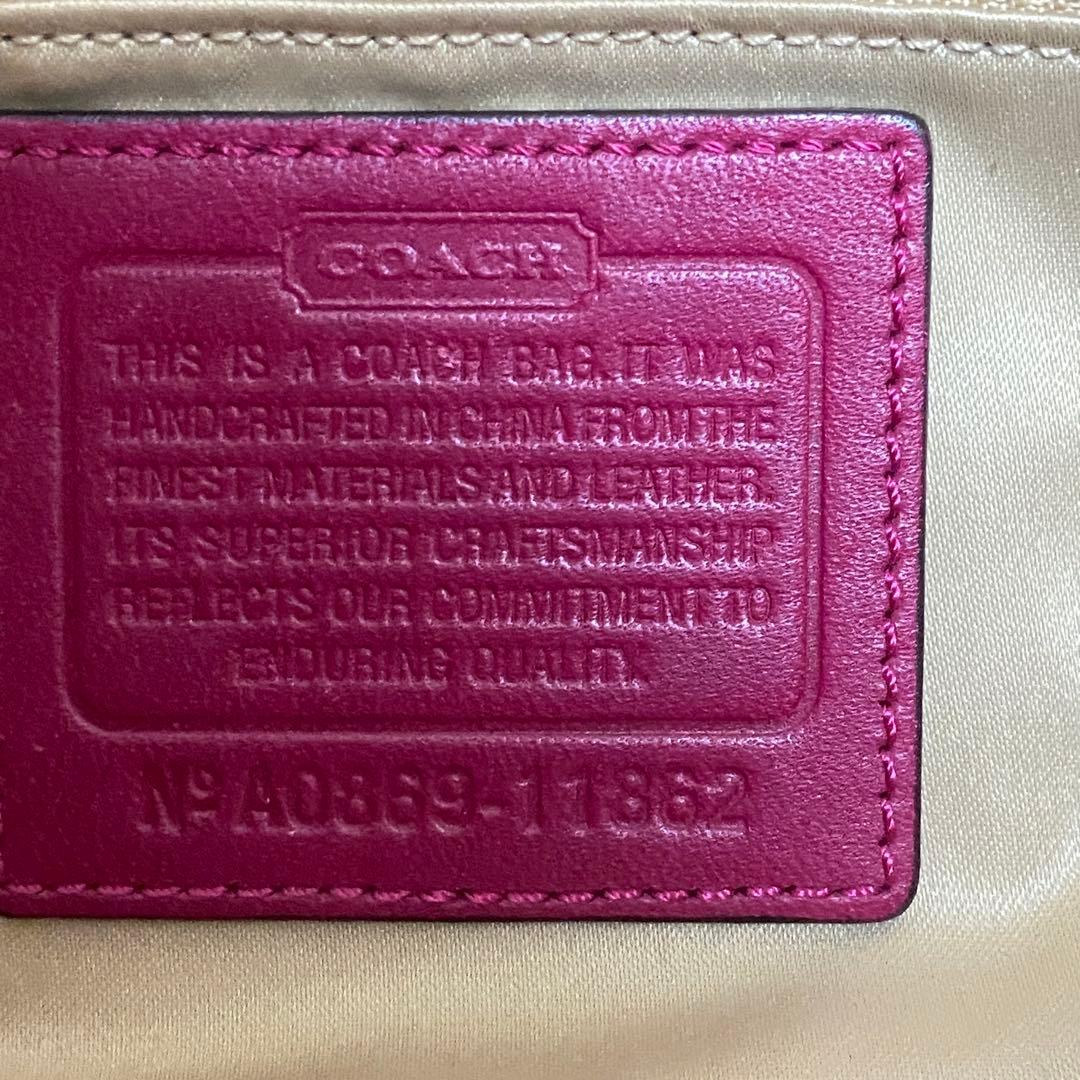 COACH
THIS IS A COACH BAG. IT WAS
HANDCRAFTED IN CHINA FROM THE
FINEST MATERIALS AND LEATHER.
ITS SUPERIOR CRAFTSMANSHIP
REFLECTS OUR COMMITMENT TO
ENDURING QUALITY.
Nº A0869-11862